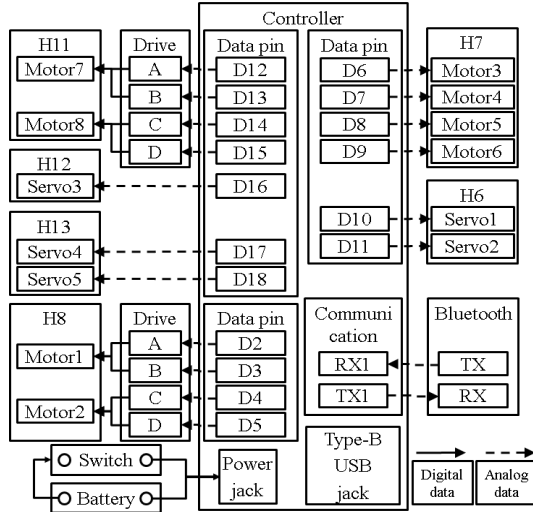 Controller
H11
Motor7
Motor8
Drive
A
B
C
D
Data pin
D12
D13
D14
D15
D16
D17
D18
Data pin
D6
D7
D8
D9
D10
D11
H7
Motor3
Motor4
Motor5
Motor6
H12
Servo3
H6
Servo1
Servo2
H13
Servo4
Servo5
H8
Motor1
Motor2
Drive
A
B
C
D
Data pin
D2
D3
D4
D5
Communi
cation
RX1
TX1
Bluetooth
TX
RX
Switch
Battery
Power
jack
Type-B
USB
jack
Digital
data
Analog
data